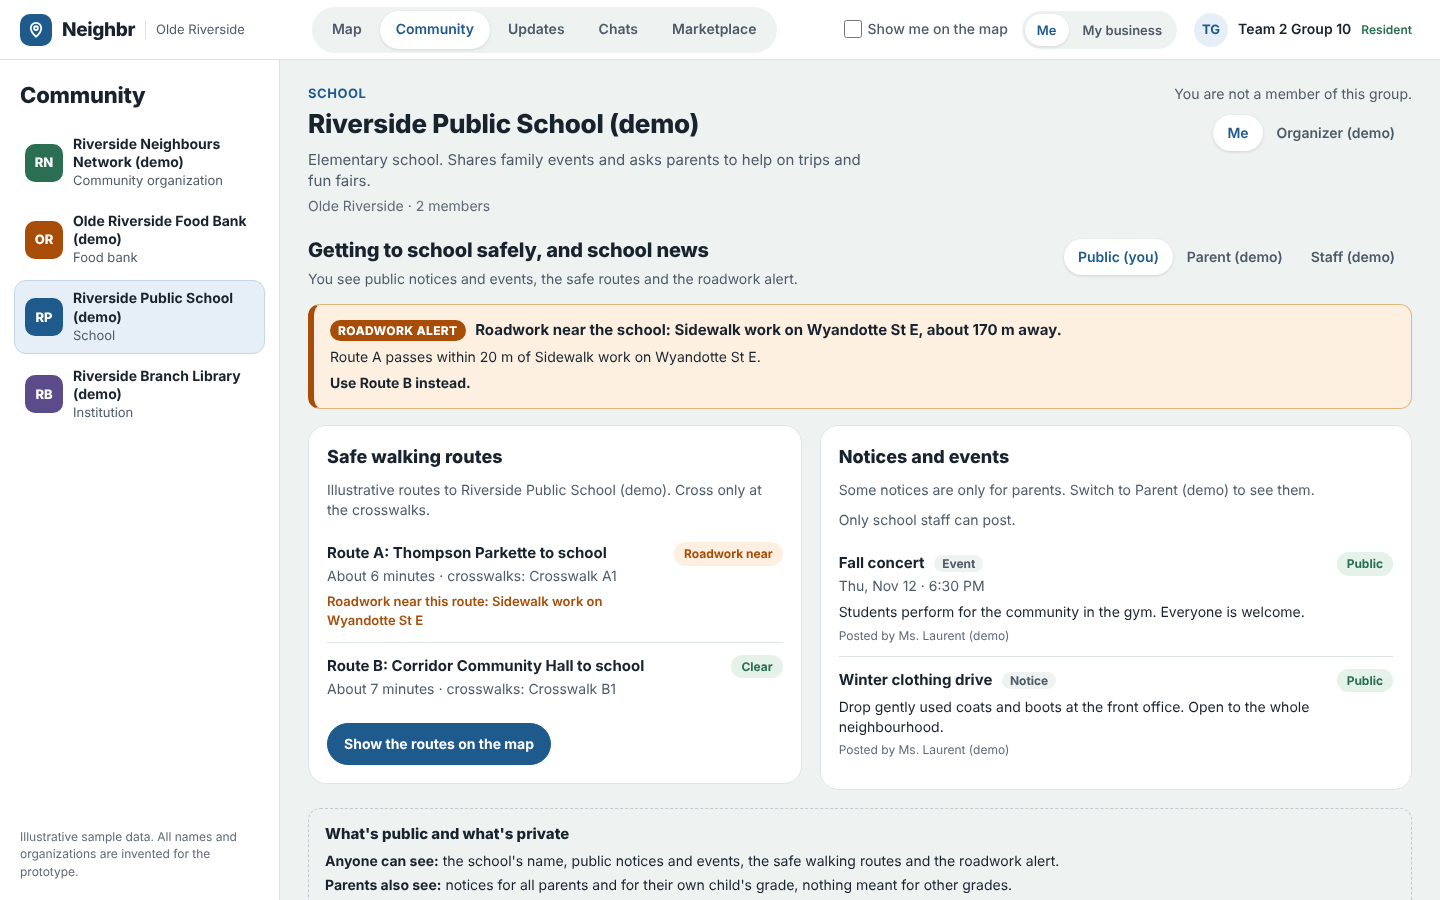 Neighbr
Olde Riverside
Map
Community
Updates
Chats
Marketplace
Show me on the map
Me
My business
TG
Team 2 Group 10
Resident
Community
RN
Riverside Neighbours
Network (demo)
Community organization
OR
Olde Riverside Food Bank
(demo)
Food bank
RP
Riverside Public School
(demo)
School
RB
Riverside Branch Library
(demo)
Institution
Illustrative sample data. All names and
organizations are invented for the
prototype.
SCHOOL
Riverside Public School (demo)
Elementary school. Shares family events and asks parents to help on trips and
fun fairs.
Olde Riverside · 2 members
You are not a member of this group.
Me
Organizer (demo)
Getting to school safely, and school news
You see public notices and events, the safe routes and the roadwork alert.
Public (you)
Parent (demo)
Staff (demo)
ROADWORK ALERT Roadwork near the school: Sidewalk work on Wyandotte St E, about 170 m away.
Route A passes within 20 m of Sidewalk work on Wyandotte St E.
Use Route B instead.
Safe walking routes
Illustrative routes to Riverside Public School (demo). Cross only at
the crosswalks.
Route A: Thompson Parkette to school
Roadwork near
About 6 minutes · crosswalks: Crosswalk A1
Roadwork near this route: Sidewalk work on
Wyandotte St E
Route B: Corridor Community Hall to school
Clear
About 7 minutes · crosswalks: Crosswalk B1
Show the routes on the map
Notices and events
Some notices are only for parents. Switch to Parent (demo) to see them.
Only school staff can post.
Fall concert Event
Public
Thu, Nov 12 · 6:30 PM
Students perform for the community in the gym. Everyone is welcome.
Posted by Ms. Laurent (demo)
Winter clothing drive Notice
Public
Drop gently used coats and boots at the front office. Open to the whole
neighbourhood.
Posted by Ms. Laurent (demo)
What's public and what's private
Anyone can see: the school's name, public notices and events, the safe walking routes and the roadwork alert.
Parents also see: notices for all parents and for their own child's grade, nothing meant for other grades.